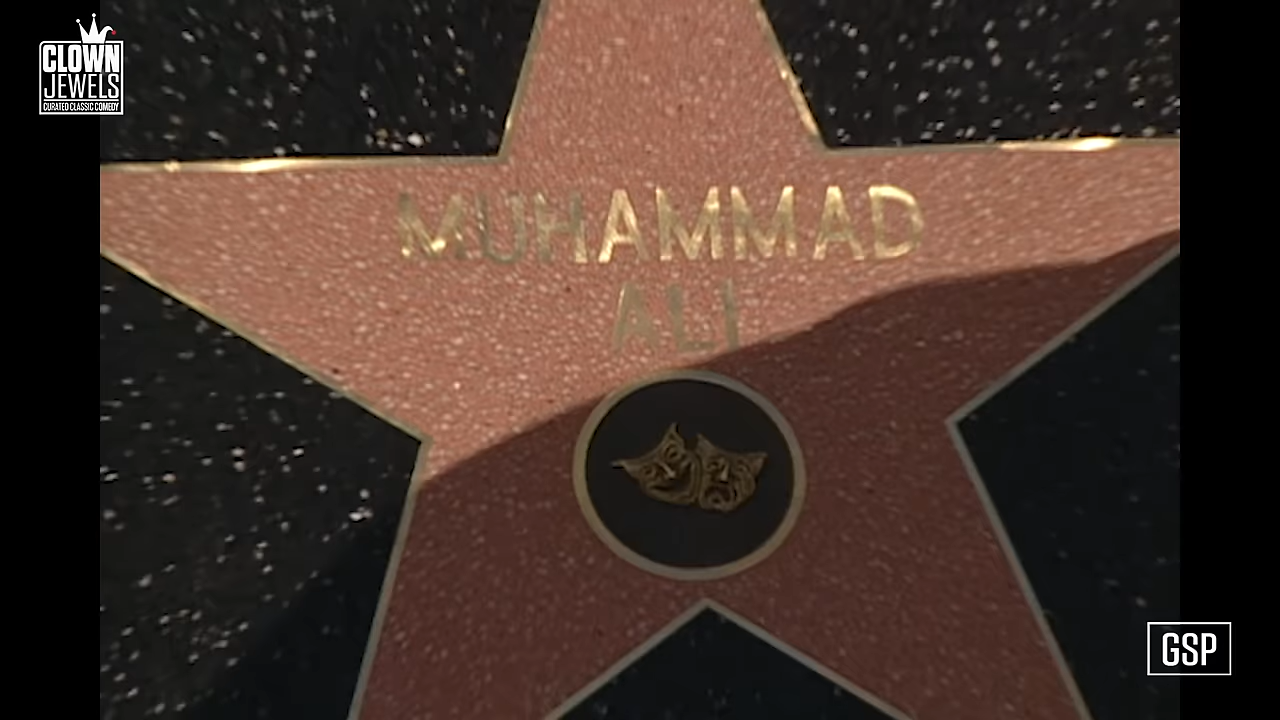 CLOWN
JEWELS
CURATED CLASSIC COMEDY
MUHAMMAD
ALI
GSP